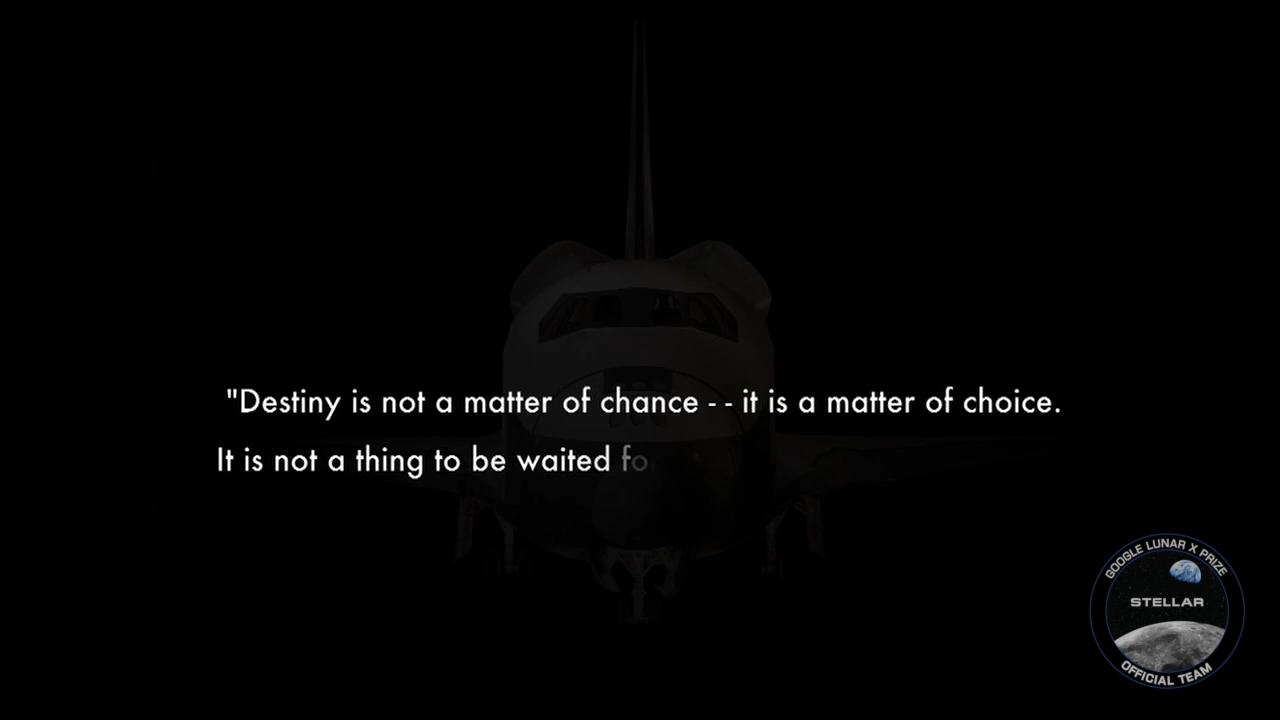 "Destiny is not a matter of chance - - it is a matter of choice.
It is not a thing to be waited fo
GOOGLE LUNAR X PRIZE
STELLAR
OFFICIAL TEAM